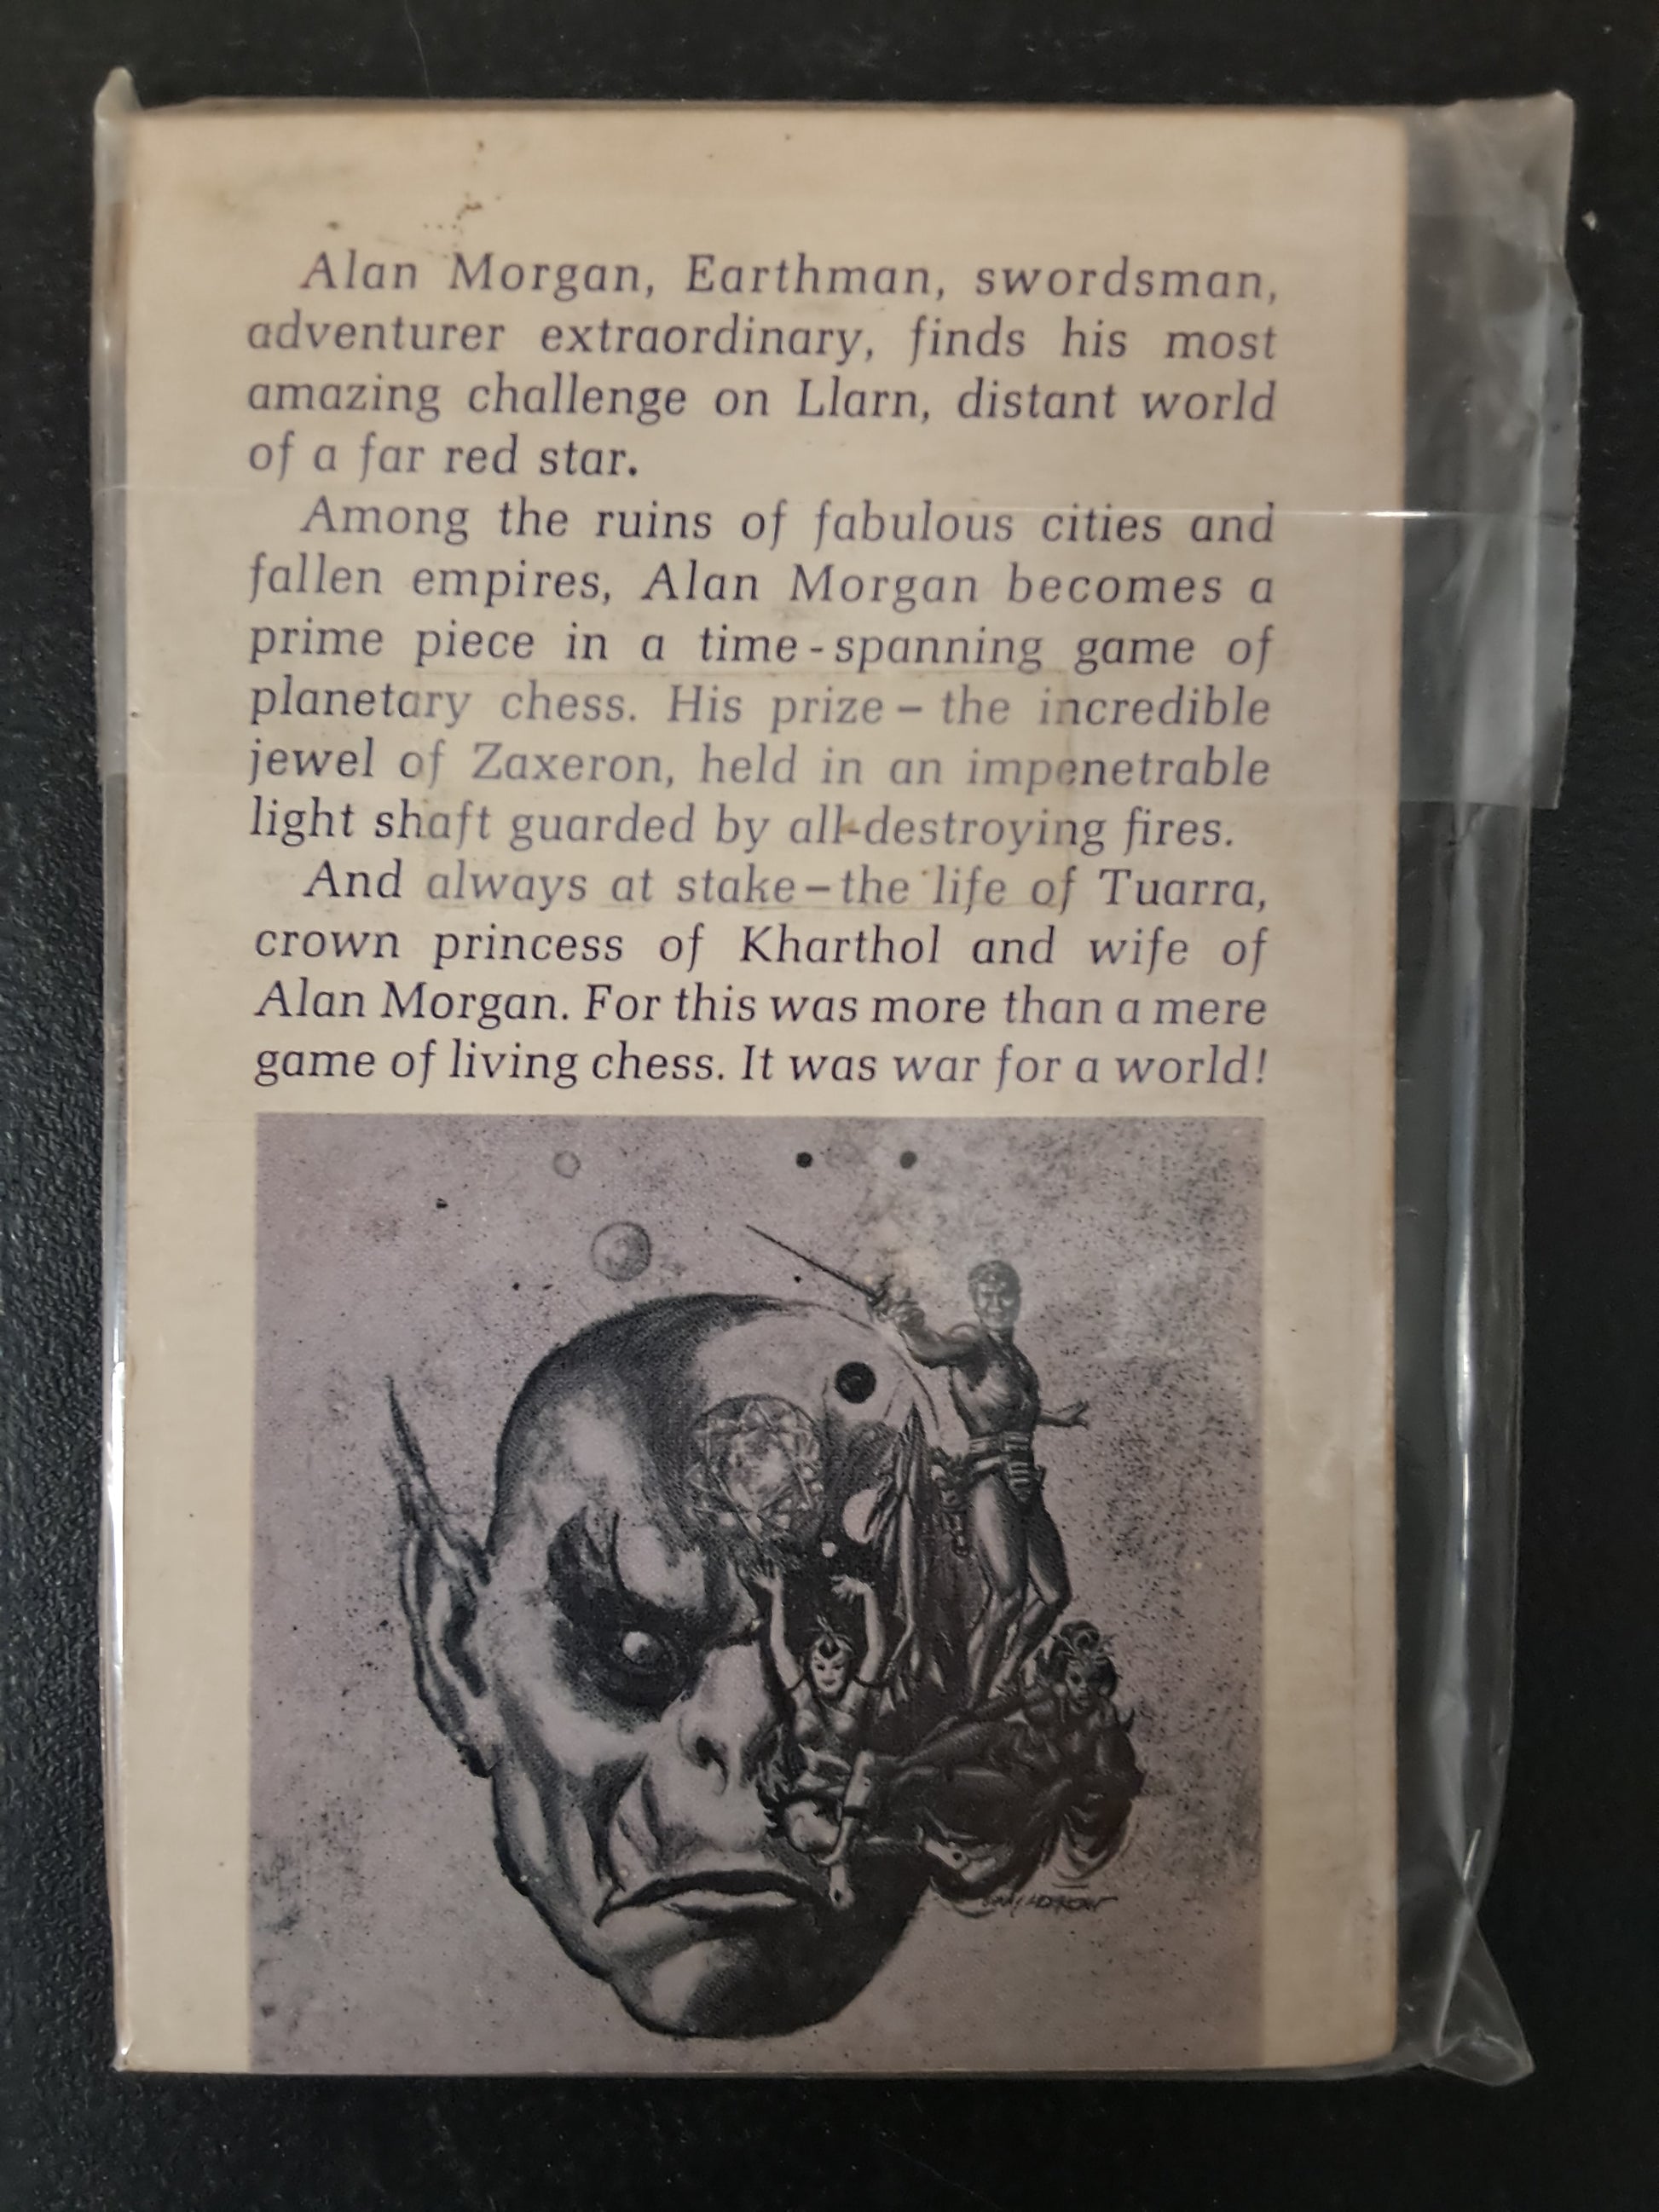 Alan Morgan, Earthman, swordsman,
adventurer extraordinary, finds his most
amazing challenge on Llarn, distant world
of a far red star.
Among the ruins of fabulous cities and
fallen empires, Alan Morgan becomes a
prime piece in a time-spanning game of
planetary chess. His prize – the incredible
jewel of Zaxeron, held in an impenetrable
light shaft guarded by all-destroying fires.
And always at stake – the life of Tuarra,
crown princess of Kharthol and wife of
Alan Morgan. For this was more than a mere
game of living chess. It was war for a world!